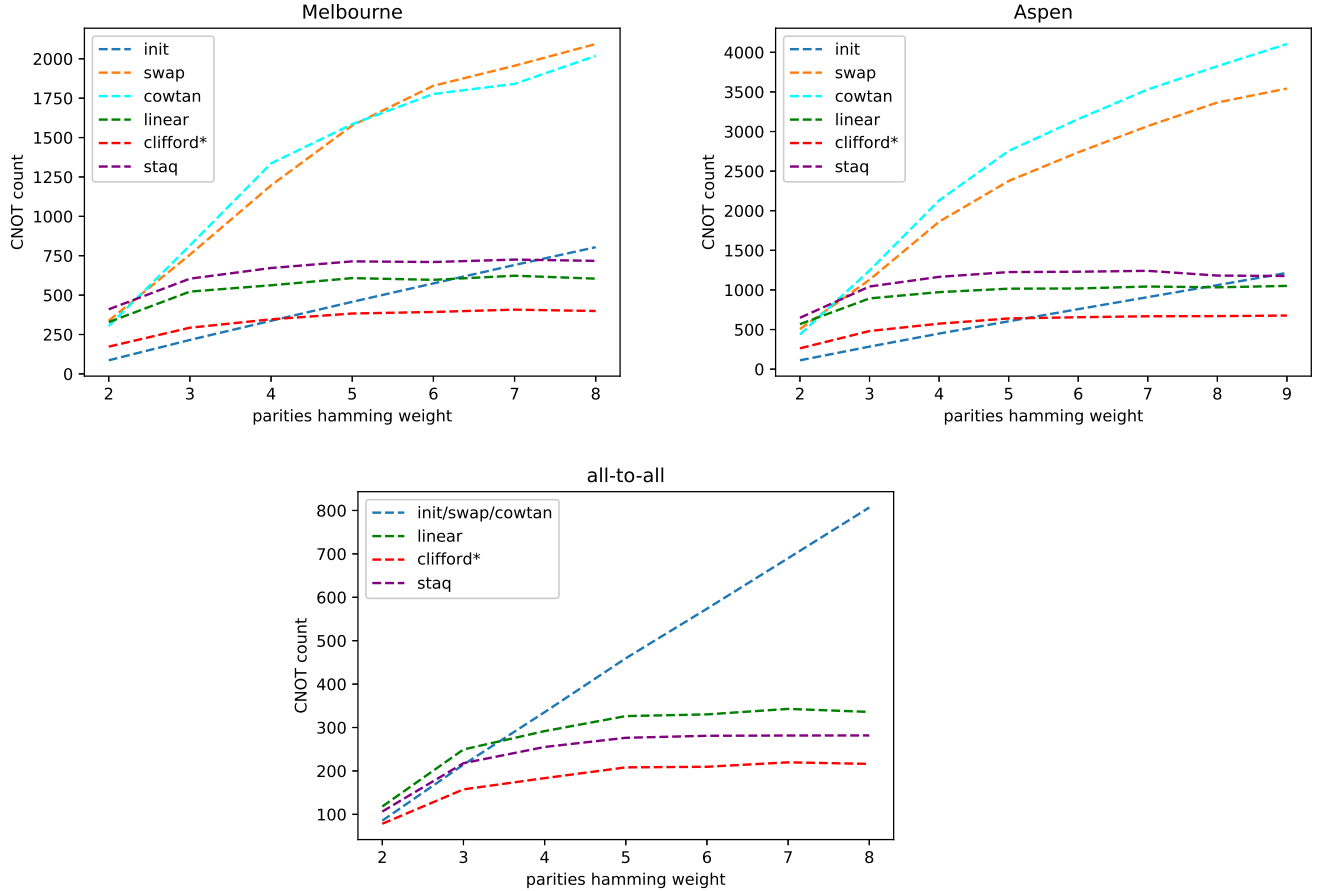 Melbourne
init
swap
cowtan
linear
clifford*
staq
2000
1750
1500
1250
1000
750
500
250
0
CNOT count
2 3 4 5 6 7 8
parities hamming weight
Aspen
init
swap
cowtan
linear
clifford*
staq
4000
3500
3000
2500
2000
1500
1000
500
0
CNOT count
2 3 4 5 6 7 8 9
parities hamming weight
all-to-all
init/swap/cowtan
linear
clifford*
staq
800
700
600
500
400
300
200
100
CNOT count
2 3 4 5 6 7 8
parities hamming weight